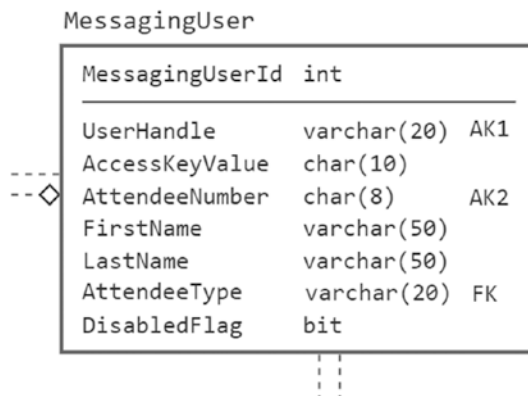 MessagingUser
MessagingUserId int
UserHandle varchar(20) AK1
AccessKeyValue char(10)
AttendeeNumber char(8) AK2
FirstName varchar(50)
LastName varchar(50)
AttendeeType varchar(20) FK
DisabledFlag bit